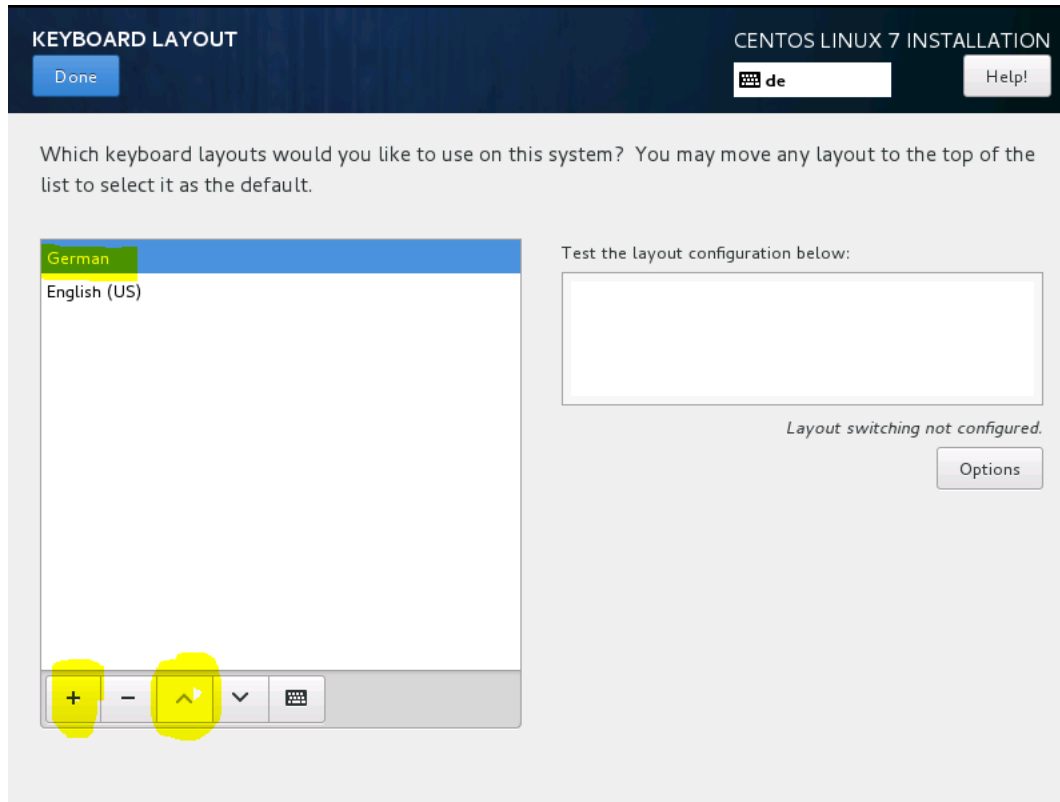 KEYBOARD LAYOUT
CENTOS LINUX 7 INSTALLATION
Done
de
Help!
Which keyboard layouts would you like to use on this system? You may move any layout to the top of the
list to select it as the default.
German
English (US)
Test the layout configuration below:
Layout switching not configured.
Options